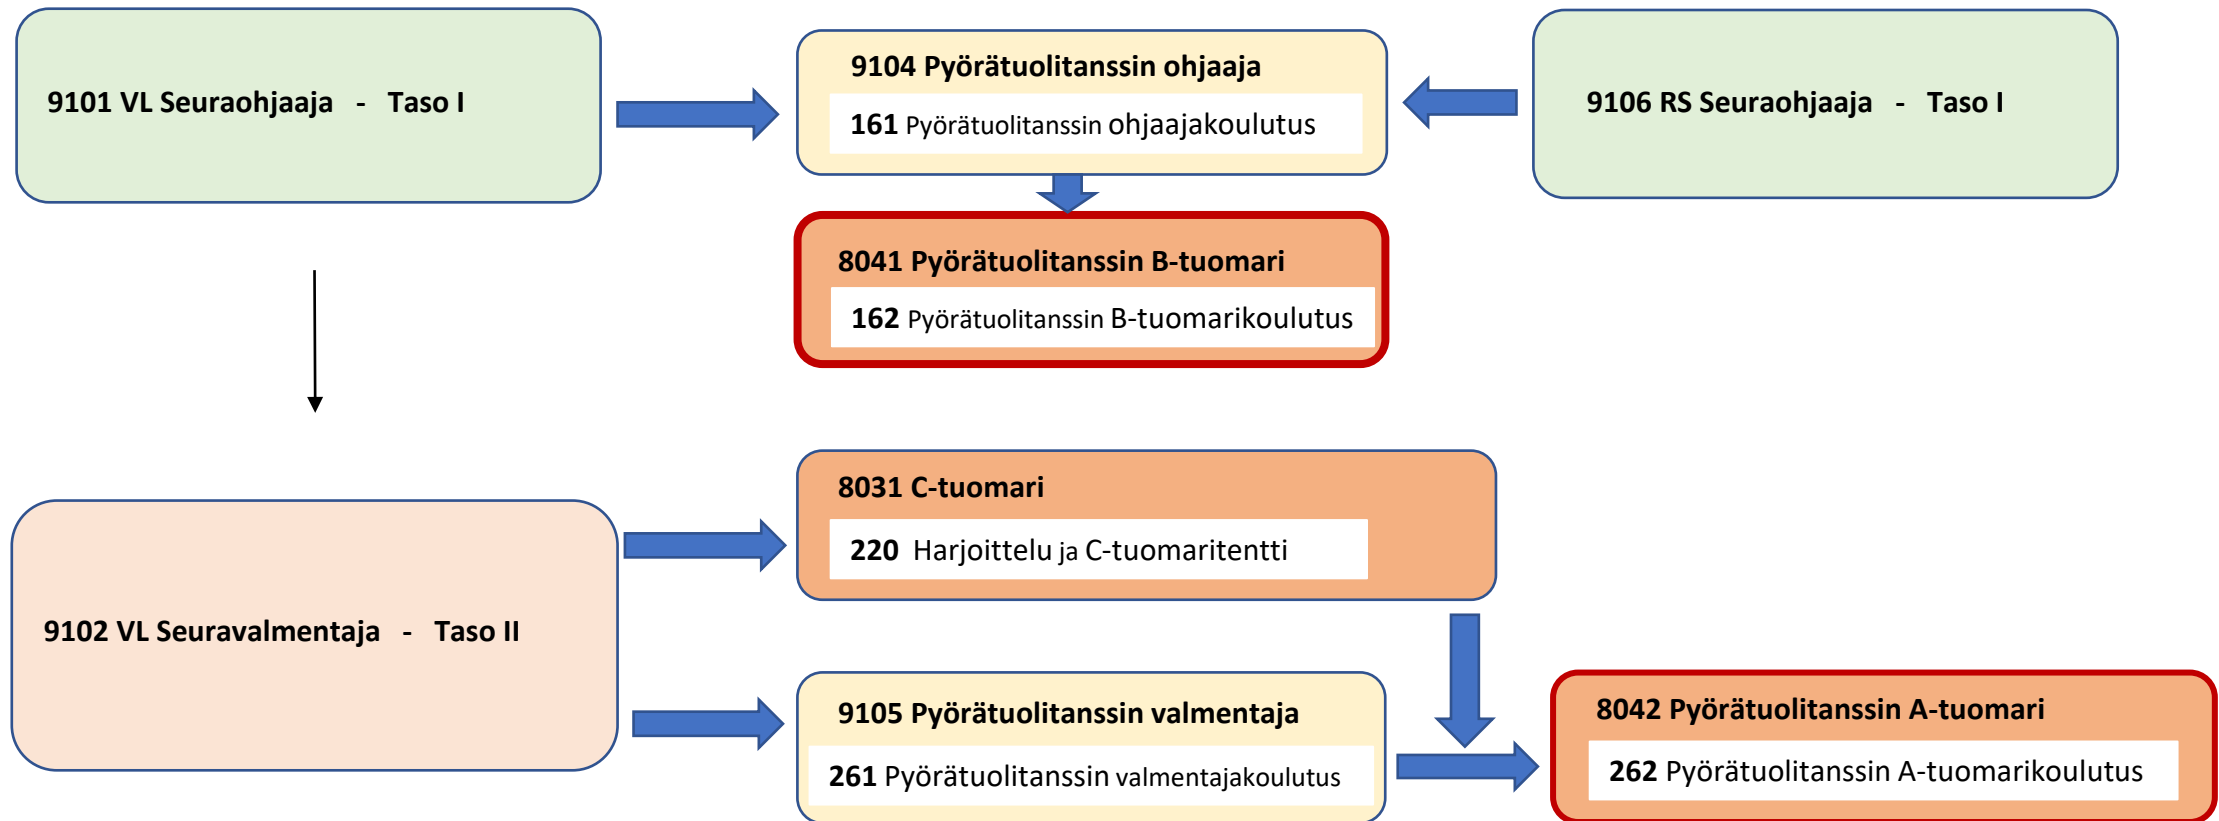 9101 VL Seuraohjaaja - Taso I
9104 Pyörätuolitanssin ohjaaja
161 Pyörätuolitanssin ohjaajakoulutus
9106 RS Seuraohjaaja - Taso I
8041 Pyörätuolitanssin B-tuomari
162 Pyörätuolitanssin B-tuomarikoulutus
8031 C-tuomari
220 Harjoittelu ja C-tuomaritentti
9102 VL Seuravalmentaja - Taso II
9105 Pyörätuolitanssin valmentaja
261 Pyörätuolitanssin valmentajakoulutus
8042 Pyörätuolitanssin A-tuomari
262 Pyörätuolitanssin A-tuomarikoulutus